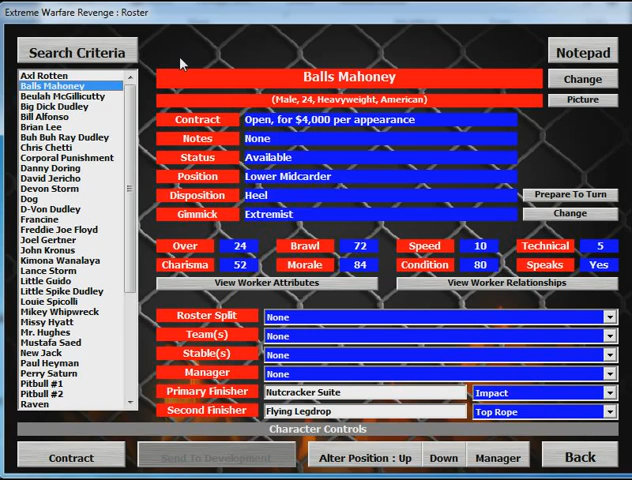 Extreme Warfare Revenge : Roster
Search Criteria
Notepad
Axl Rotten
Balls Mahoney
Beulah McGillicutty
Big Dick Dudley
Bill Alfonso
Brian Lee
Buh Buh Ray Dudley
Chris Chetti
Corporal Punishment
Danny Doring
David Jericho
Devon Storm
Dog
D-Von Dudley
Francine
Freddie Joe Floyd
Joel Gertner
John Kronus
Kimona Wanalaya
Lance Storm
Little Guido
Little Spike Dudley
Louie Spicolli
Mikey Whipwreck
Missy Hyatt
Mr. Hughes
Mustafa Saed
New Jack
Paul Heyman
Perry Saturn
Pitbull #1
Pitbull #2
Raven
Balls Mahoney
Change
(Male, 24, Heavyweight, American)
Picture
Contract Open, for $4,000 per appearance
Notes None
Status Available
Position Lower Midcarder
Disposition Heel Prepare To Turn
Gimmick Extremist Change
Over 24 Brawl 72 Speed 10 Technical 5
Charisma 52 Morale 84 Condition 80 Speaks Yes
View Worker Attributes View Worker Relationships
Roster Split None
Team(s) None
Stable(s) None
Manager None
Primary Finisher Nutcracker Suite Impact
Second Finisher Flying Legdrop Top Rope
Character Controls
Contract Send To Development Alter Position : Up Down Manager Back